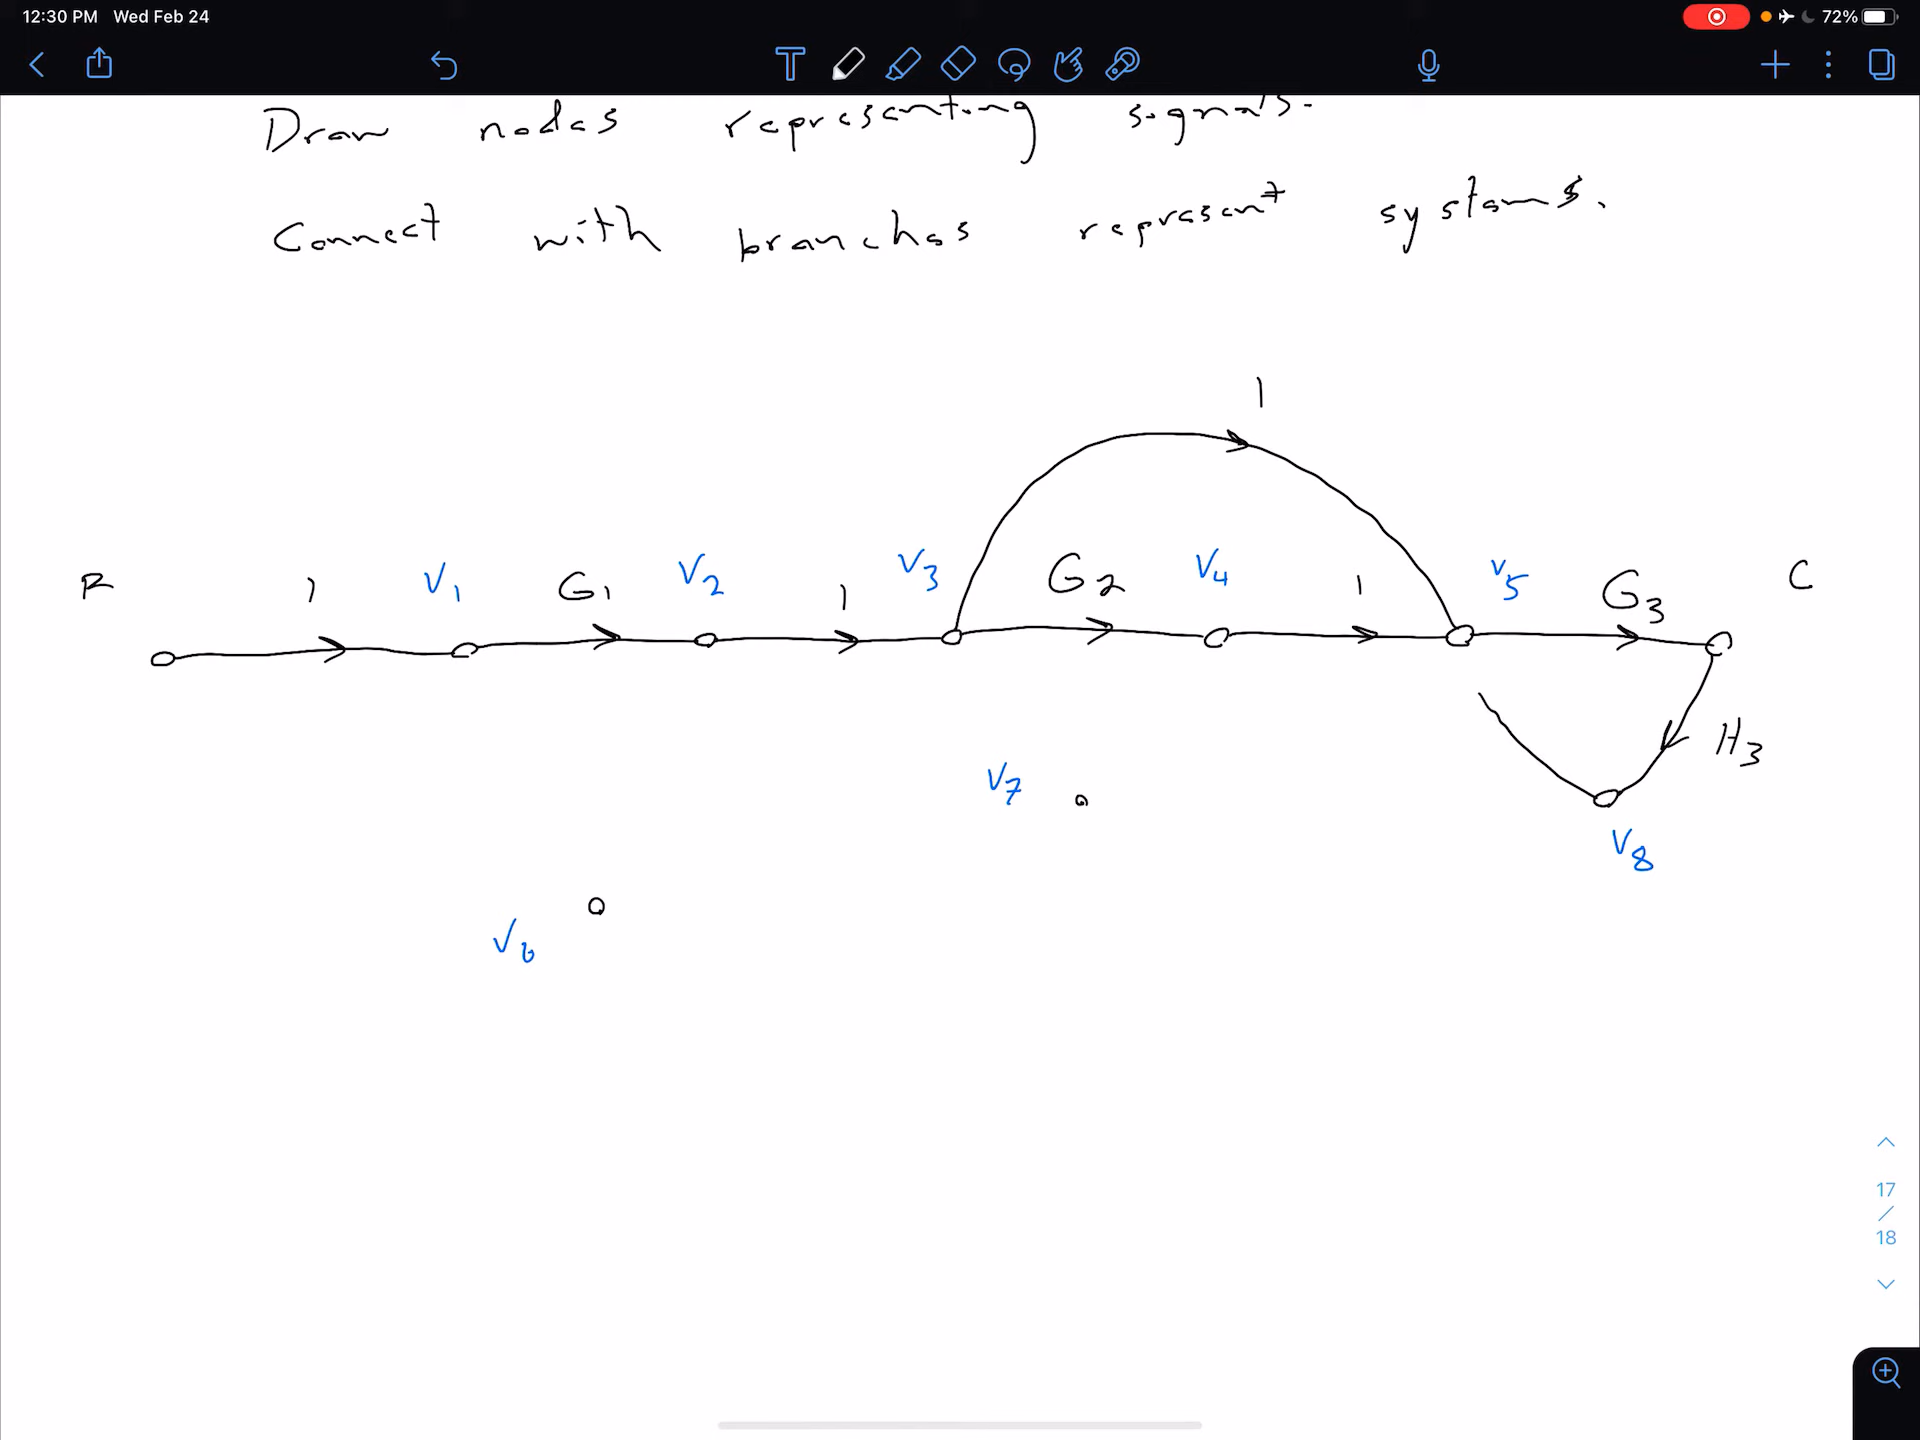 12:30 PM Wed Feb 24
72%
Draw nodes representing signals.
Connect with branches represent systems.
1
R 1 V1 G1 V2 1 V3 G2 V4 1 V5 G3 C
H3
V7
V8
V6
17
/
18